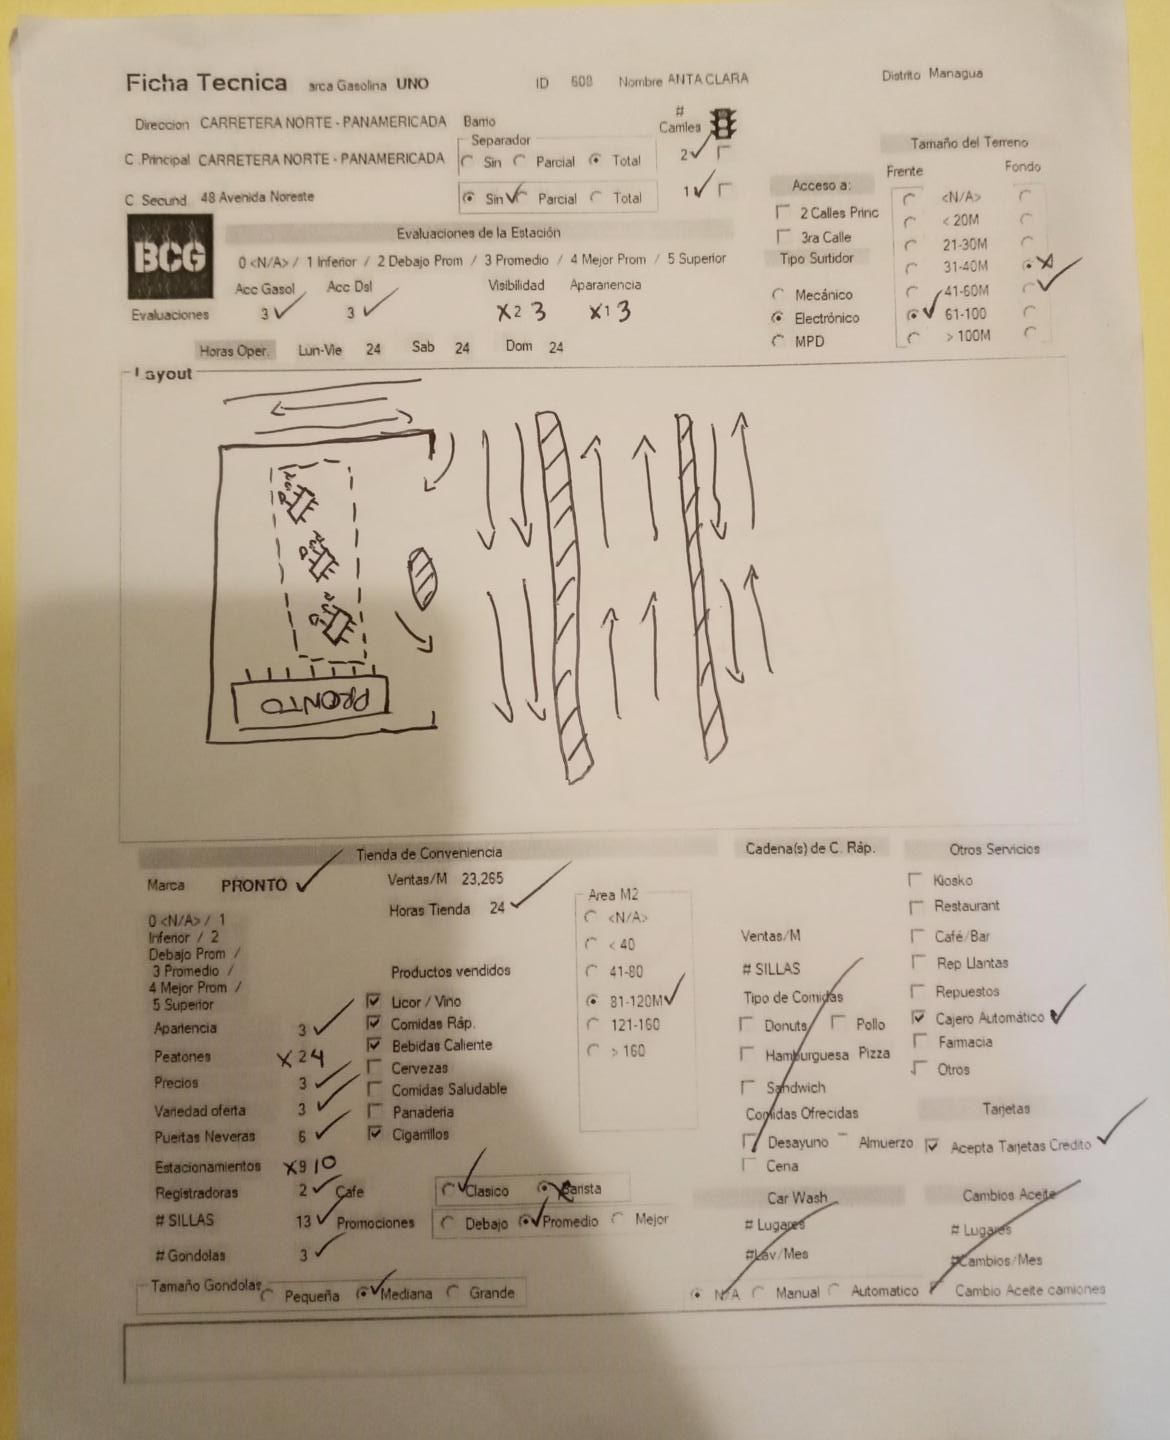 Ficha Tecnica arca Gasolina UNO ID 608 Nombre ANTA CLARA Distrito Managua
Direccion CARRETERA NORTE - PANAMERICADA Barrio
# Carriles
Separador
C .Principal CARRETERA NORTE - PANAMERICADA Sin Parcial Total 2
C Secund 48 Avenida Noreste Sin Parcial Total 1
Tamaño del Terreno
Frente Fondo
<N/A>
< 20M
21-30M
31-40M
41-60M
61-100
> 100M
Acceso a:
2 Calles Princ
3ra Calle
Tipo Surtidor
Mecánico
Electrónico
MPD
BCG
Evaluaciones de la Estación
0 <N/A> / 1 Inferior / 2 Debajo Prom / 3 Promedio / 4 Mejor Prom / 5 Superior
Acc Gasol Acc Dsl Visibilidad Apariencia
Evaluaciones 3 3 X2 3 X1 3
Horas Oper. Lun-Vie 24 Sab 24 Dom 24
Layout
PRONTO
Tienda de Conveniencia
Marca PRONTO Ventas/M 23,265
Horas Tienda 24
0 <N/A> / 1
Inferior / 2
Debajo Prom /
3 Promedio /
4 Mejor Prom /
5 Superior
Apariencia 3
Peatones X 2 4
Precios 3
Variedad oferta 3
Puertas Neveras 6
Estacionamientos X9 10
Registradoras 2
# SILLAS 13
# Gondolas 3
Productos vendidos
Licor / Vino
Comidas Ráp.
Bebidas Caliente
Cervezas
Comidas Saludable
Panaderia
Cigarrillos
Cafe Clasico Barista
Promociones Debajo Promedio Mejor
Tamaño Gondolas Pequeña Mediana Grande
Area M2
<N/A>
< 40
41-80
81-120M
121-160
> 160
Cadena(s) de C. Ráp.
Ventas/M
# SILLAS
Tipo de Comidas
Donuts Pollo
Hamburguesa Pizza
Sandwich
Comidas Ofrecidas
Desayuno Almuerzo
Cena
Otros Servicios
Kiosko
Restaurant
Café/Bar
Rep Llantas
Repuestos
Cajero Automático
Farmacia
Otros
Tarjetas
Acepta Tarjetas Credito
Car Wash
# Lugares
#Lav/Mes
N/A Manual Automatico
Cambios Aceite
# Lugares
#Cambios/Mes
Cambio Aceite camiones